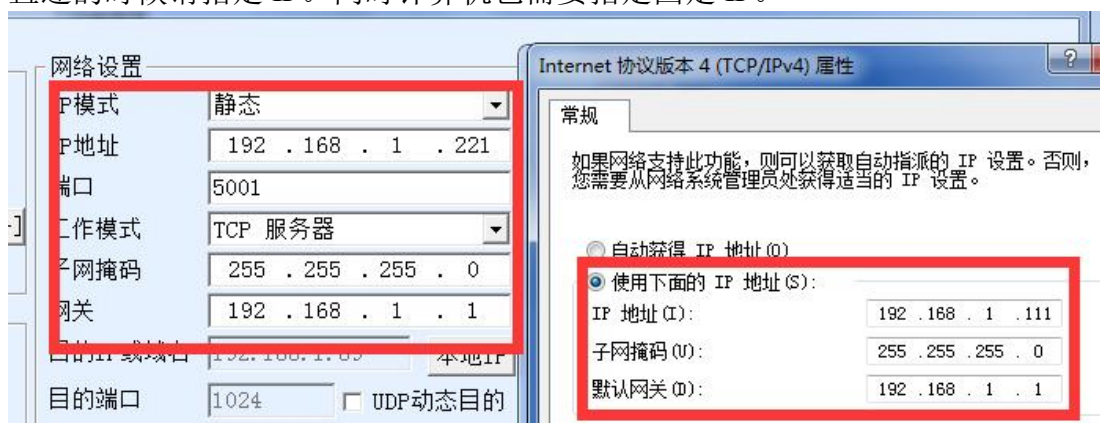 网络设置
IP模式 静态
IP地址 192 . 168 . 1 . 221
端口 5001
工作模式 TCP 服务器
子网掩码 255 . 255 . 255 . 0
网关 192 . 168 . 1 . 1
本地IP
目的端口 1024 UDP动态目的
Internet 协议版本 4 (TCP/IPv4) 属性
常规
如果网络支持此功能，则可以获取自动指派的 IP 设置。否则，
您需要从网络系统管理员处获得适当的 IP 设置。
自动获得 IP 地址(O)
使用下面的 IP 地址(S):
IP 地址(I): 192 .168 . 1 .111
子网掩码(U): 255 .255 .255 . 0
默认网关(D): 192 .168 . 1 . 1